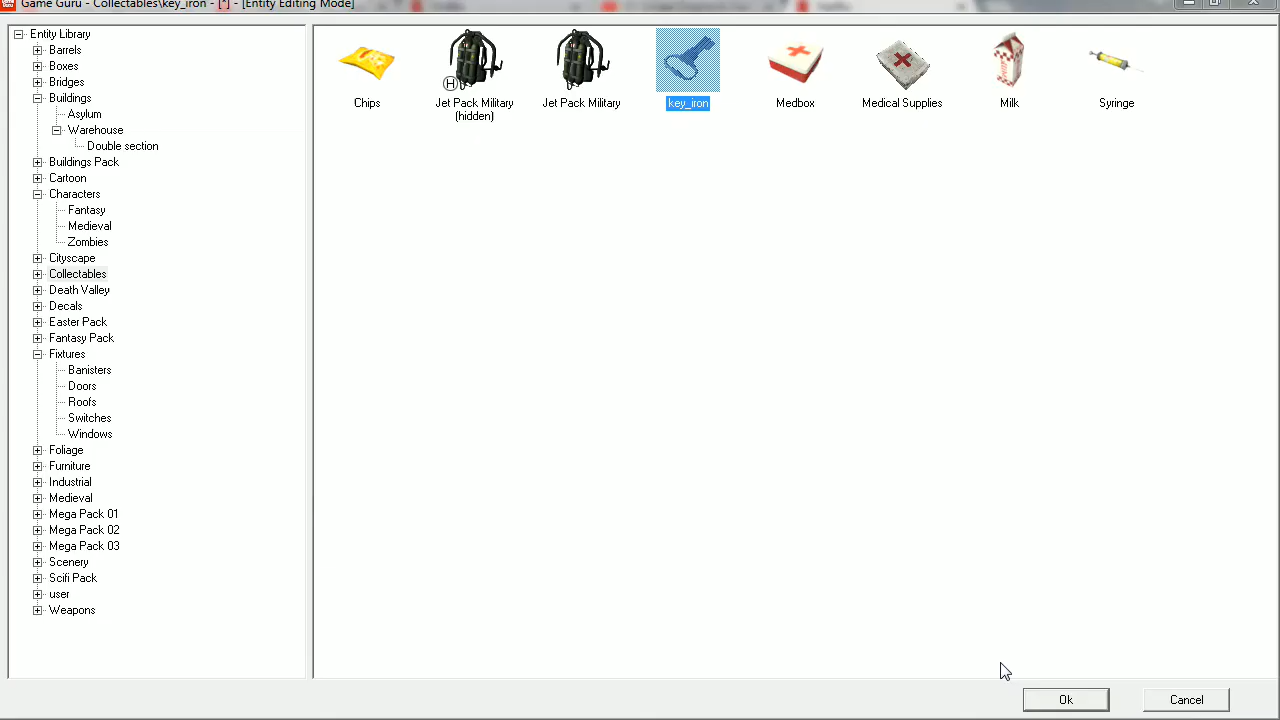 Game Guru - Collectables\key_iron - [*] - [Entity Editing Mode]
Entity Library
Barrels
Boxes
Bridges
Buildings
Asylum
Warehouse
Double section
Buildings Pack
Cartoon
Characters
Fantasy
Medieval
Zombies
Cityscape
Collectables
Death Valley
Decals
Easter Pack
Fantasy Pack
Fixtures
Banisters
Doors
Roofs
Switches
Windows
Foliage
Furniture
Industrial
Medieval
Mega Pack 01
Mega Pack 02
Mega Pack 03
Scenery
Scifi Pack
user
Weapons
Chips
H
Jet Pack Military
(hidden)
Jet Pack Military
key_iron
Medbox
Medical Supplies
Milk
Syringe
Ok
Cancel